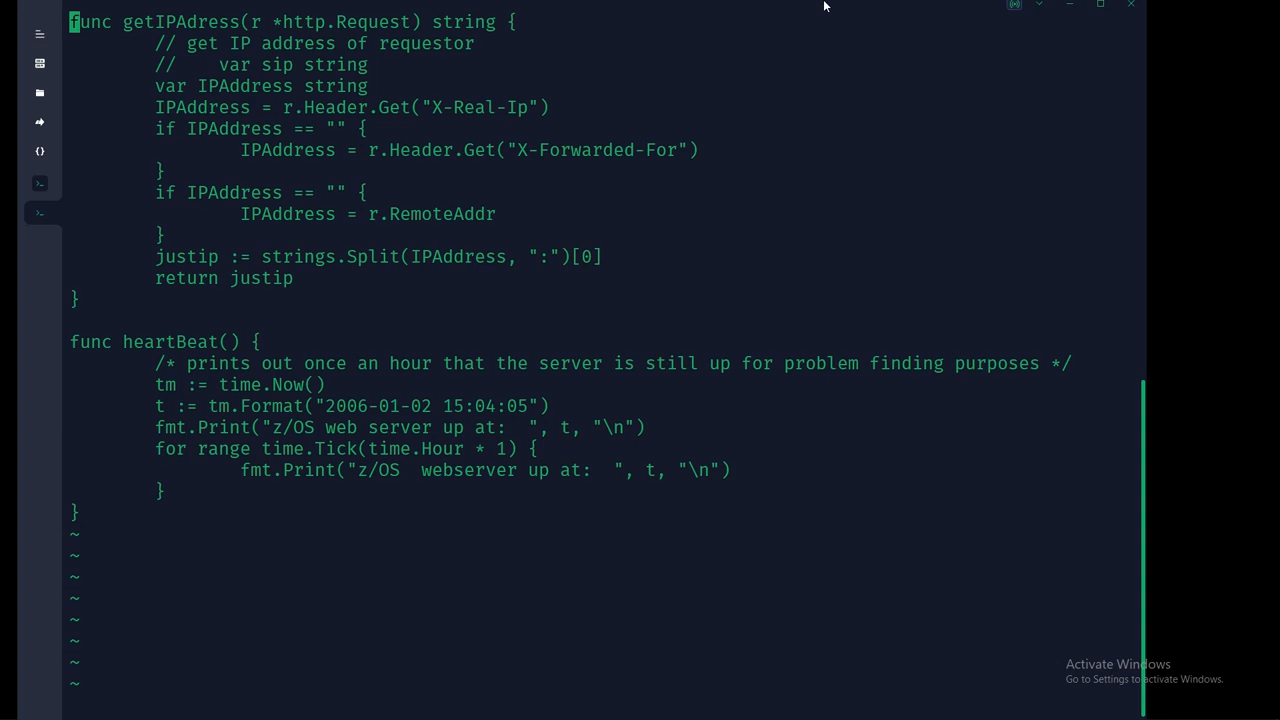 func getIPAdress(r *http.Request) string {
        // get IP address of requestor
        //    var sip string
        var IPAddress string
        IPAddress = r.Header.Get("X-Real-Ip")
        if IPAddress == "" {
                IPAddress = r.Header.Get("X-Forwarded-For")
        }
        if IPAddress == "" {
                IPAddress = r.RemoteAddr
        }
        justip := strings.Split(IPAddress, ":")[0]
        return justip
}

func heartBeat() {
        /* prints out once an hour that the server is still up for problem finding purposes */
        tm := time.Now()
        t := tm.Format("2006-01-02 15:04:05")
        fmt.Print("z/OS web server up at:  ", t, "\n")
        for range time.Tick(time.Hour * 1) {
                fmt.Print("z/OS  webserver up at:  ", t, "\n")
        }
}
~
~
~
~
~
~
~
~
Activate Windows
Go to Settings to activate Windows.